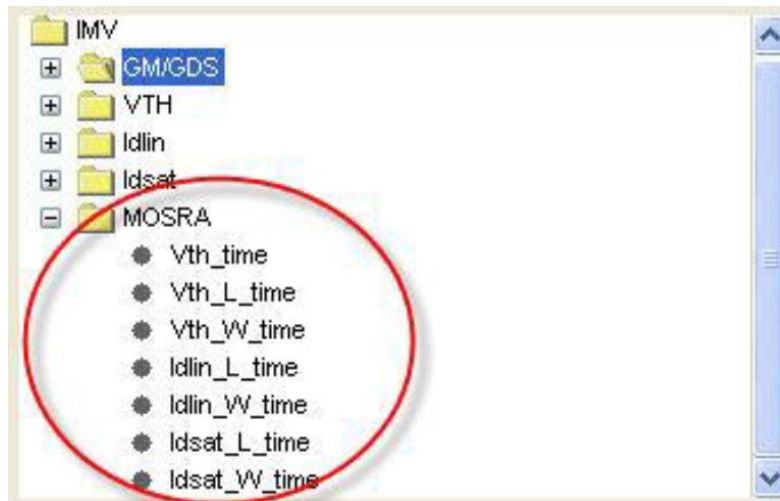 IMV
GM/GDS
VTH
Idlin
Idsat
MOSRA
Vth_time
Vth_L_time
Vth_W_time
Idlin_L_time
Idlin_W_time
Idsat_L_time
Idsat_W_time